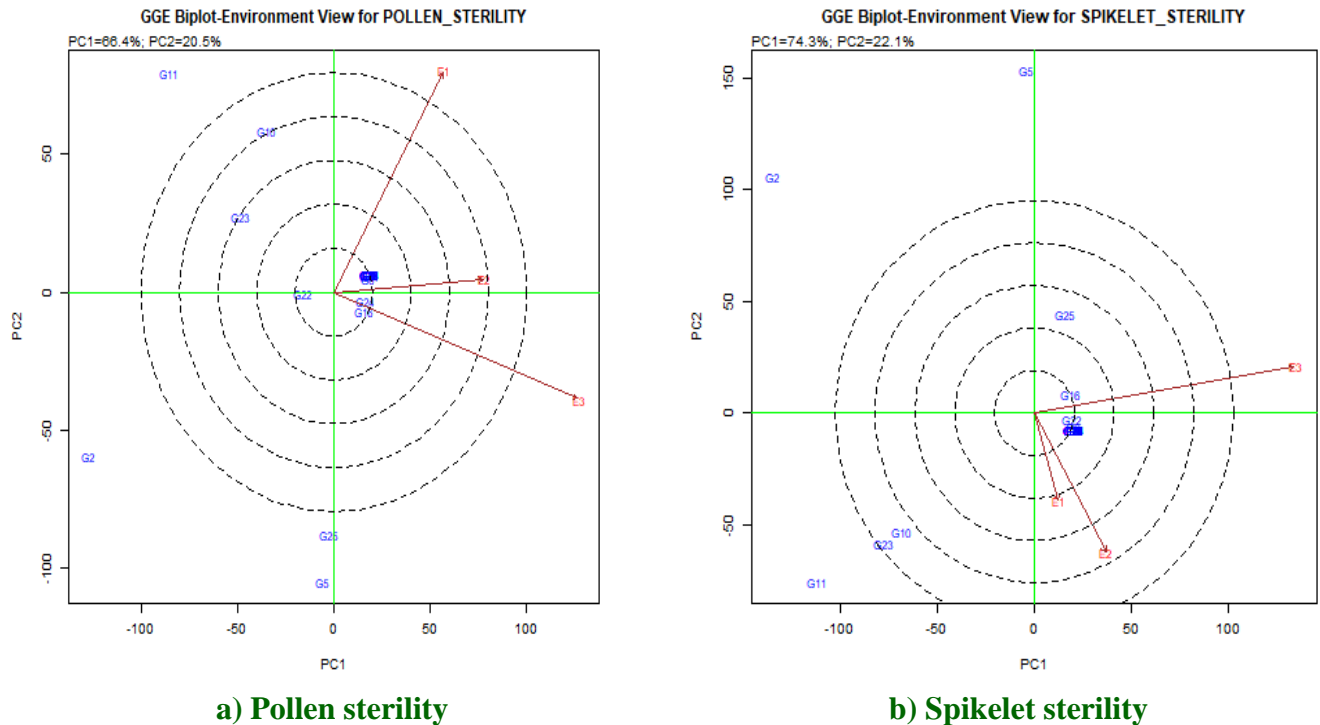 GGE Biplot-Environment View for POLLEN_STERILITY
PC1=66.4%; PC2=20.5%
G11
E1
G10
G23
G22
E2
G24
G16
E3
G2
G25
G5
50
0
-50
-100
PC2
-100
-50
0
50
100
PC1
a) Pollen sterility
GGE Biplot-Environment View for SPIKELET_STERILITY
PC1=74.3%; PC2=22.1%
G5
G2
G25
E3
G16
G22
E1
E2
G10
G23
G11
150
100
50
0
-50
PC2
-100
-50
0
50
100
PC1
b) Spikelet sterility